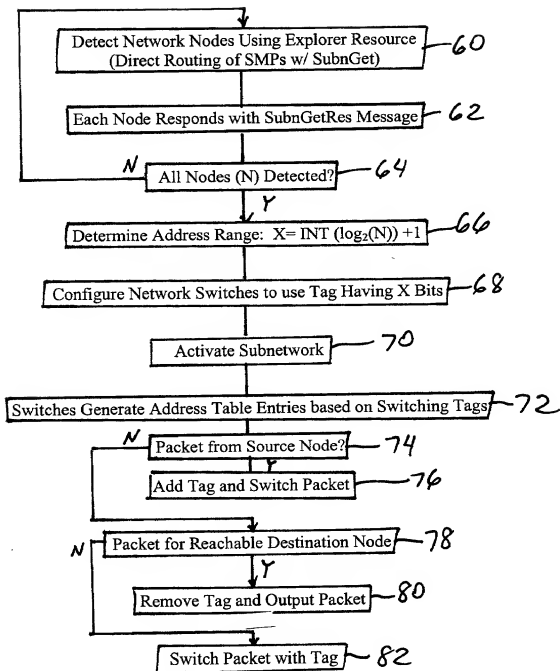 Detect Network Nodes Using Explorer Resource
(Direct Routing of SMPs w/ SubnGet)
60
Each Node Responds with SubnGetRes Message
62
N
All Nodes (N) Detected?
64
Y
Determine Address Range: X= INT (log₂(N)) +1
66
Configure Network Switches to use Tag Having X Bits
68
Activate Subnetwork
70
Switches Generate Address Table Entries based on Switching Tags
72
N
Packet from Source Node?
74
Y
Add Tag and Switch Packet
76
N
Packet for Reachable Destination Node
78
Y
Remove Tag and Output Packet
80
Switch Packet with Tag
82